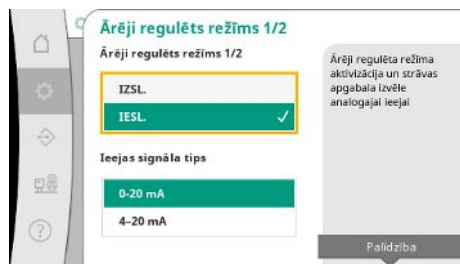 Ārēji regulēts režīms 1/2
Ārēji regulēts režīms 1/2
IZSL.
IESL.
Ieejas signāla tips
0-20 mA
4–20 mA
Ārēji regulēta režīma
aktivizācija un strāvas
apgabala izvēle
analogajai ieejai
Palīdzība